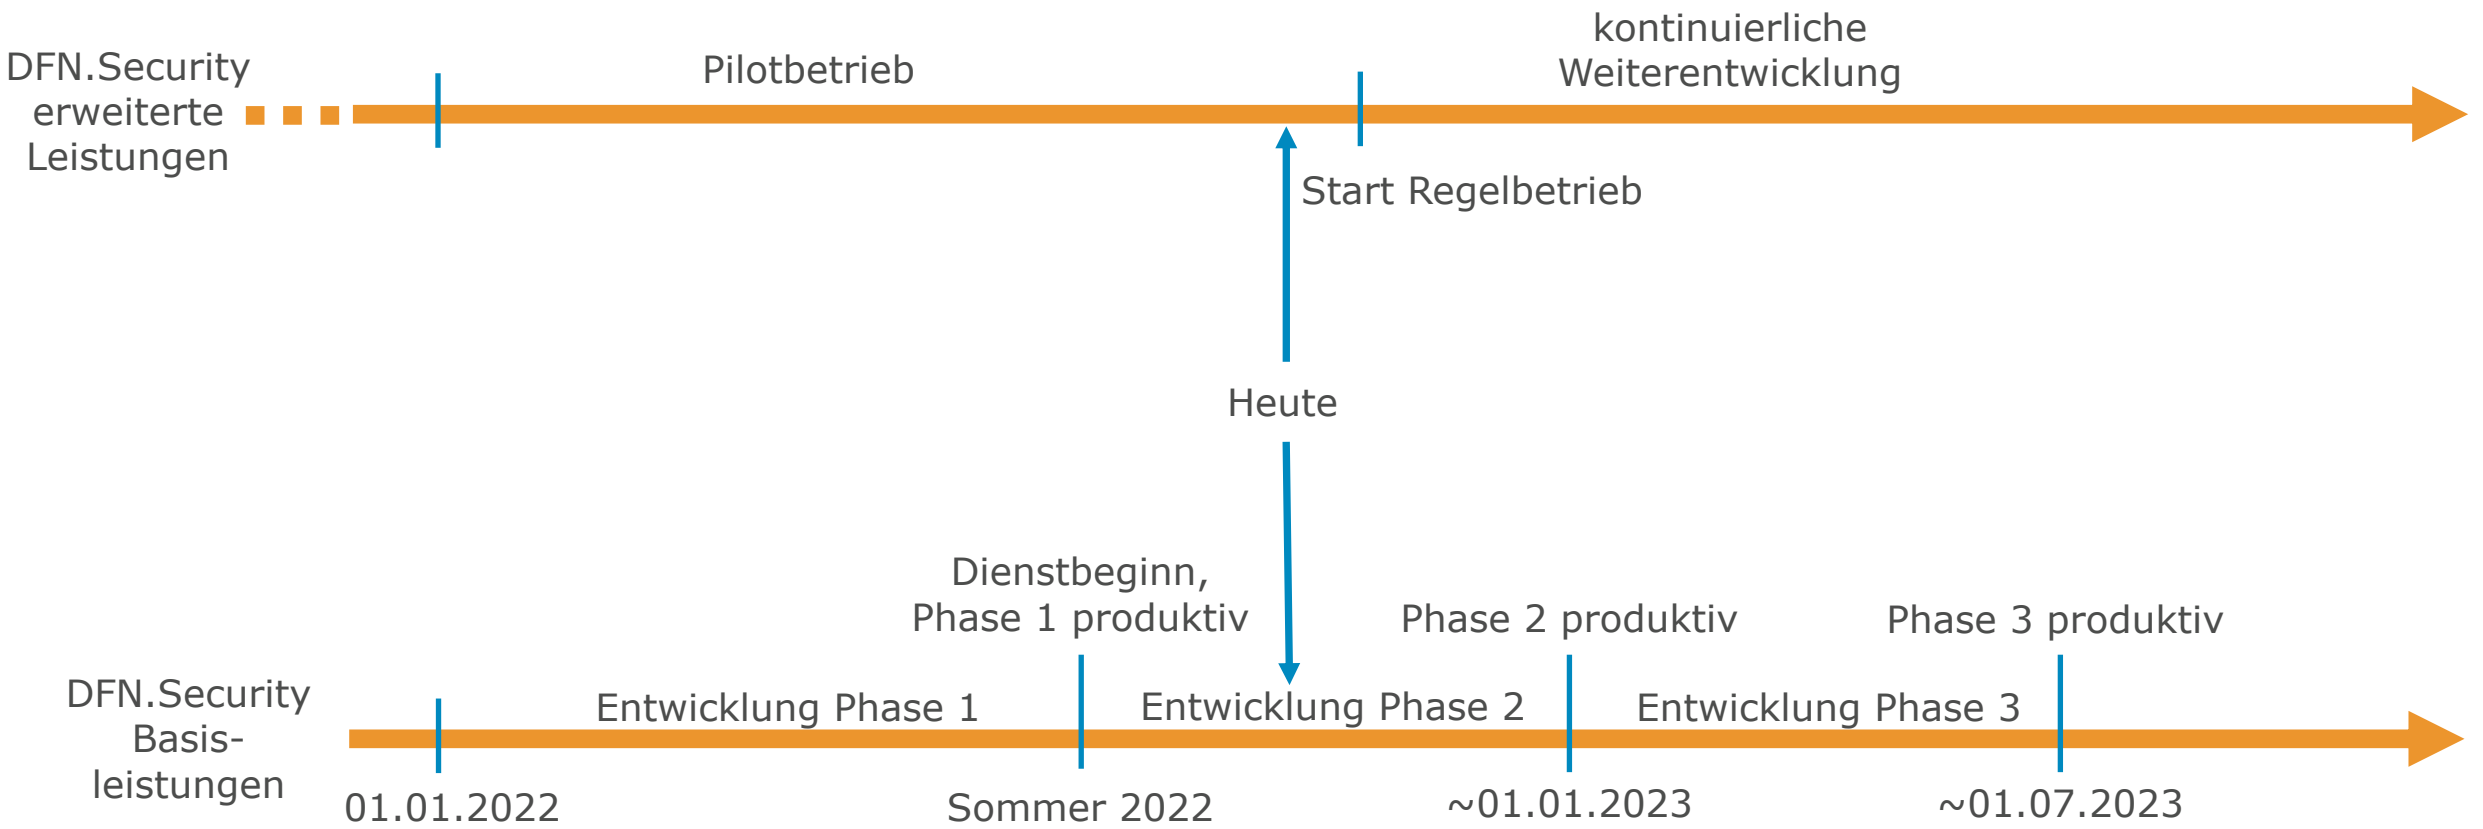 DFN.Security
erweiterte
Leistungen
Pilotbetrieb
kontinuierliche
Weiterentwicklung
Start Regelbetrieb
Heute
Dienstbeginn,
Phase 1 produktiv
Phase 2 produktiv
Phase 3 produktiv
DFN.Security
Basis-
leistungen
Entwicklung Phase 1
Entwicklung Phase 2
Entwicklung Phase 3
01.01.2022
Sommer 2022
~01.01.2023
~01.07.2023